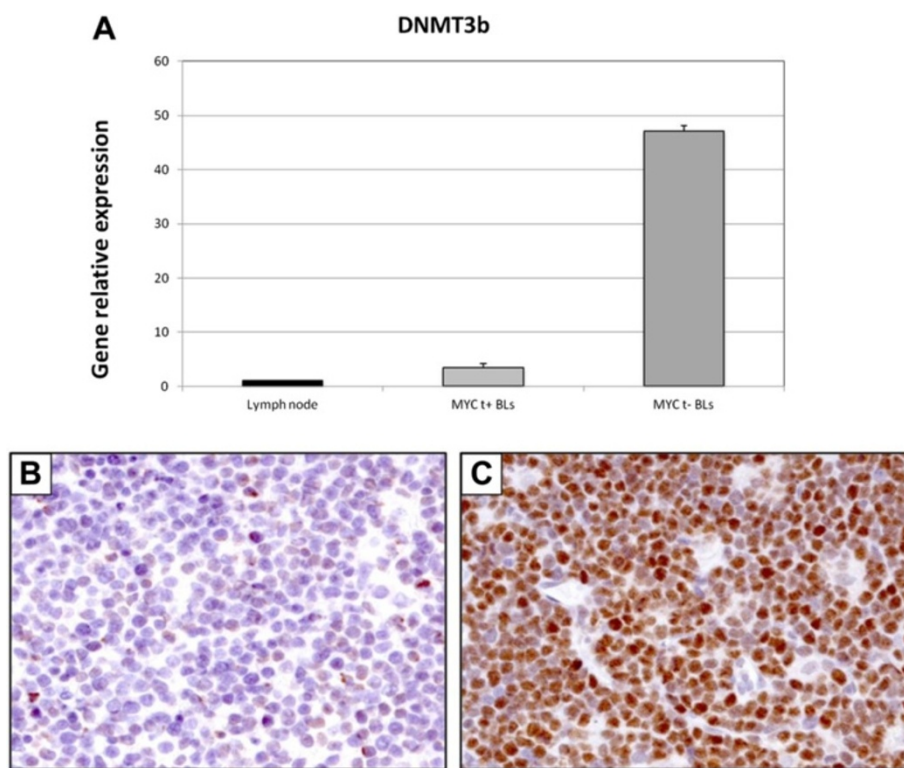 A
DNMT3b
Gene relative expression
60
50
40
30
20
10
0
Lymph node
MYC t+ BLs
MYC t- BLs
B
C